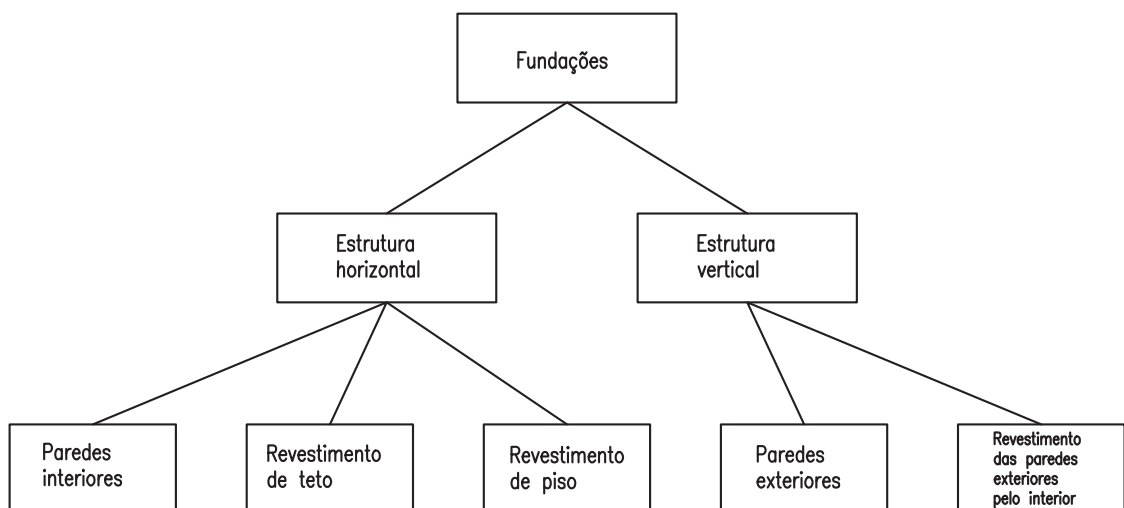 Fundações
Estrutura
horizontal
Estrutura
vertical
Paredes
interiores
Revestimento
de teto
Revestimento
de piso
Paredes
exteriores
Revestimento
das paredes
exteriores
pelo interior